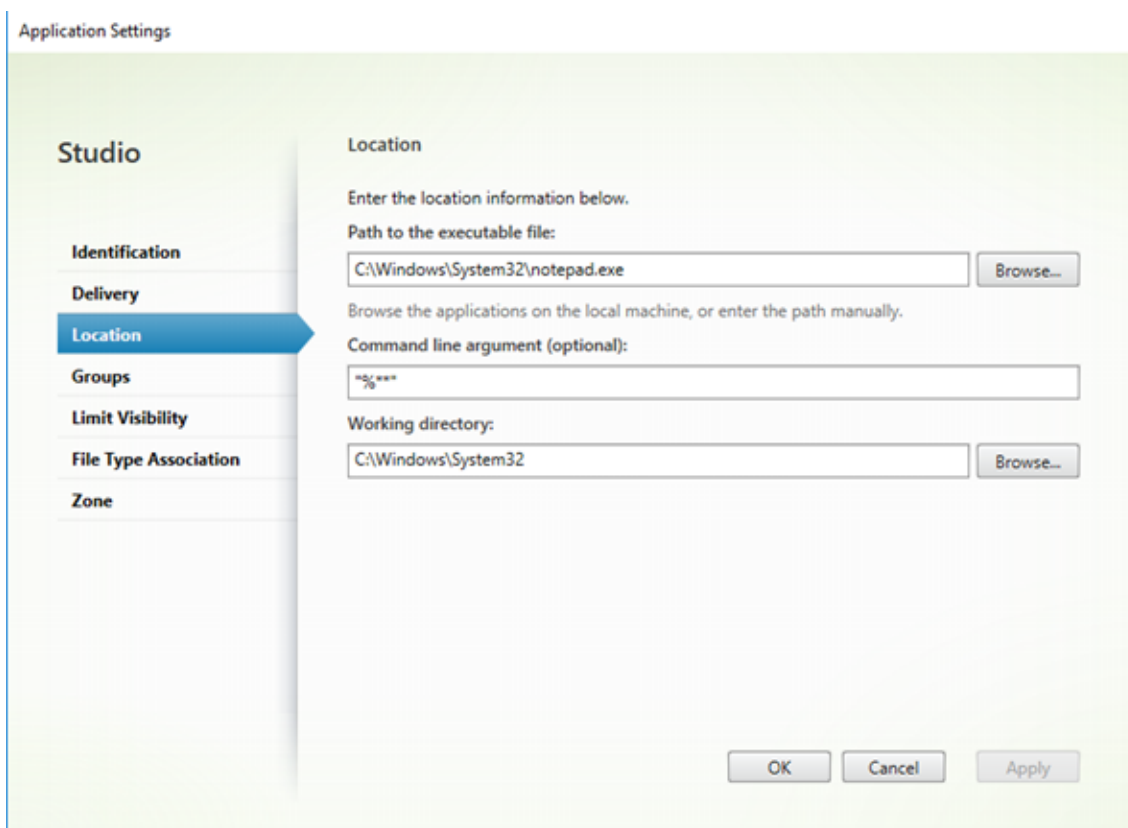 Application Settings
Studio
Identification
Delivery
Location
Groups
Limit Visibility
File Type Association
Zone
Location
Enter the location information below.
Path to the executable file:
C:\Windows\System32\notepad.exe
Browse...
Browse the applications on the local machine, or enter the path manually.
Command line argument (optional):
"%**"
Working directory:
C:\Windows\System32
Browse...
OK
Cancel
Apply